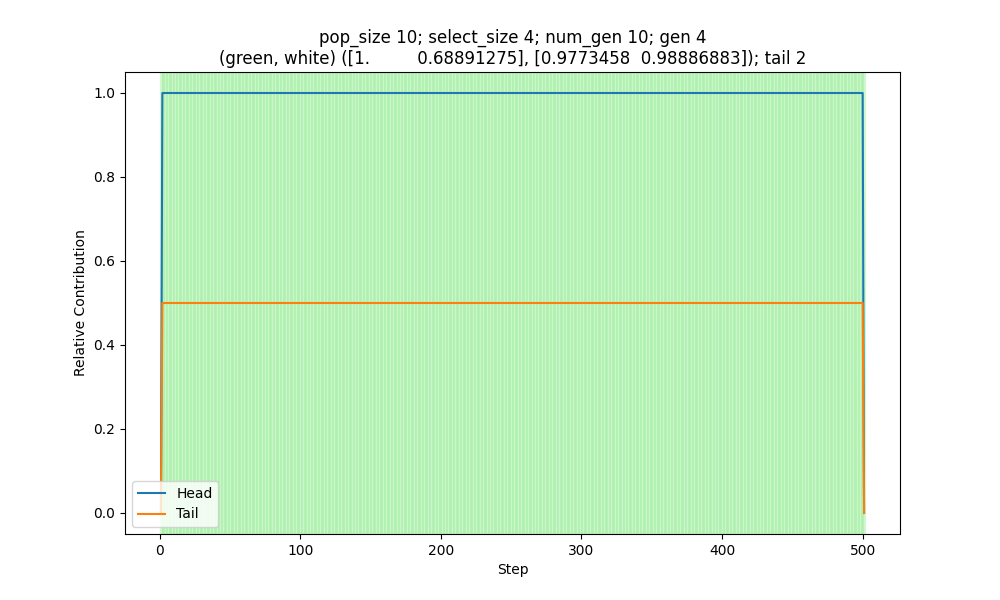 pop_size 10; select_size 4; num_gen 10; gen 4
(green, white) ([1.         0.68891275], [0.9773458  0.98886883]); tail 2
1.0
0.8
0.6
0.4
0.2
0.0
Relative Contribution
Head
Tail
0 100 200 300 400 500
Step